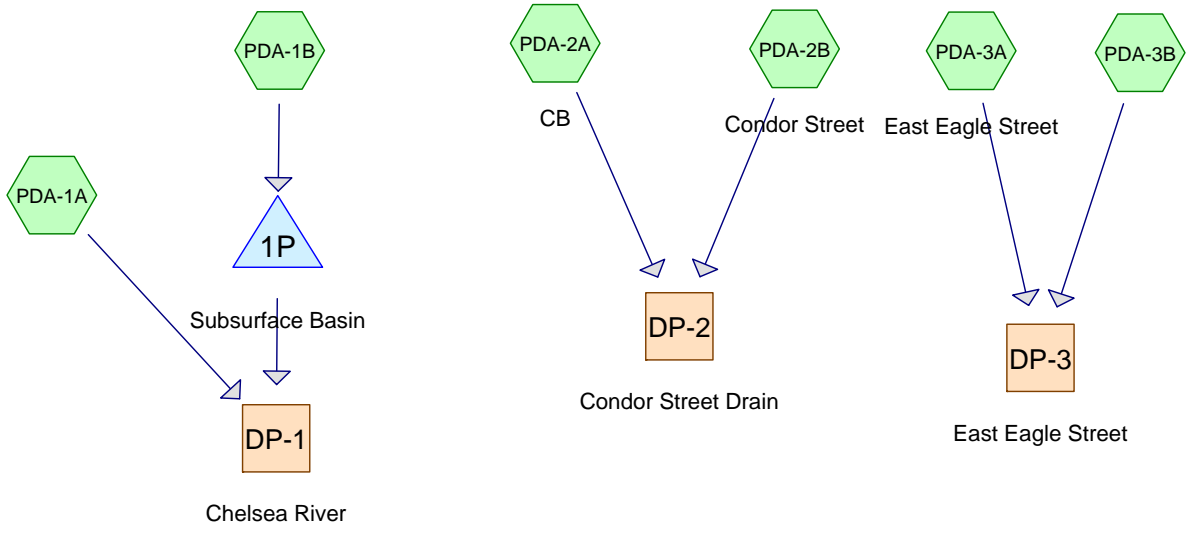 PDA-1B
PDA-2A
PDA-2B
PDA-3A
PDA-3B
CB
Condor Street
East Eagle Street
PDA-1A
1P
Subsurface Basin
DP-2
DP-3
Condor Street Drain
East Eagle Street
DP-1
Chelsea River